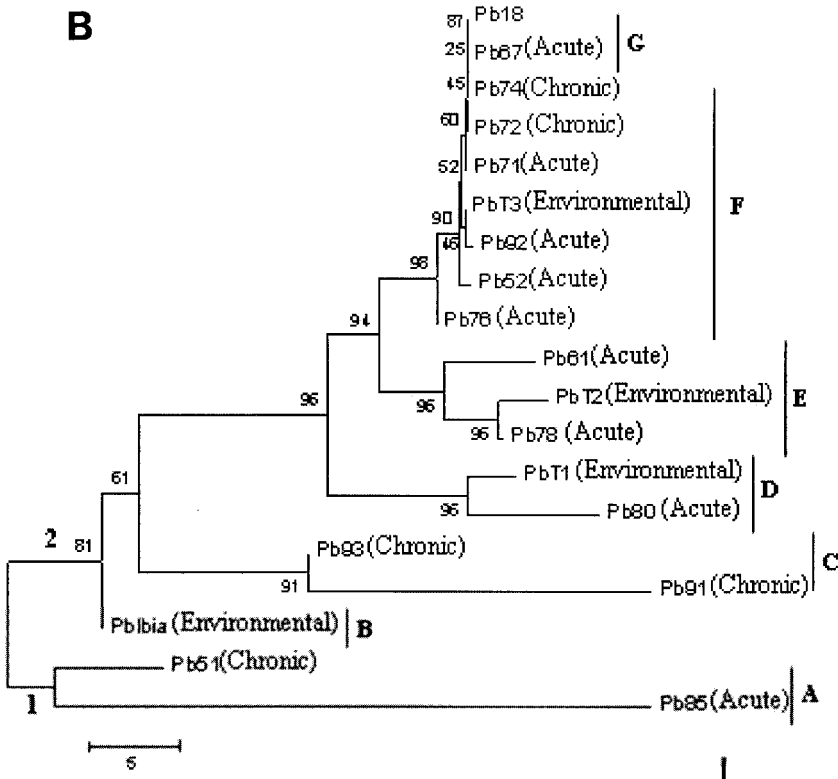 B
87 Pb18
25 Pb67 (Acute) G
45 Pb74 (Chronic)
60 Pb72 (Chronic)
52 Pb71 (Acute)
PbT3 (Environmental) F
90
46 Pb92 (Acute)
98 Pb52 (Acute)
94 Pb76 (Acute)
Pb61 (Acute)
96 96 PbT2 (Environmental) E
96 Pb78 (Acute)
61 PbT1 (Environmental) D
96 Pb80 (Acute)
2 81 Pb93 (Chronic) C
91 Pb91 (Chronic)
PbIbia (Environmental) B
Pb51 (Chronic)
1 Pb85 (Acute) A
5